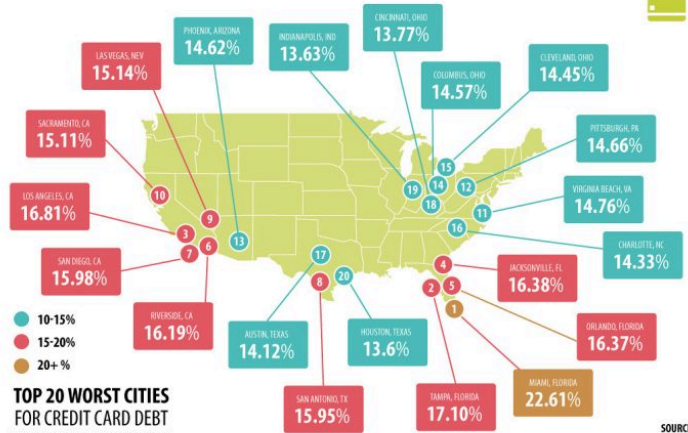 CINCINNATI, OHIO
13.77%
PHOENIX, ARIZONA
14.62%
INDIANAPOLIS, IND
13.63%
LAS VEGAS, NEV
15.14%
CLEVELAND, OHIO
14.45%
COLUMBUS, OHIO
14.57%
SACRAMENTO, CA
15.11%
PITTSBURGH, PA
14.66%
LOS ANGELES, CA
16.81%
VIRGINIA BEACH, VA
14.76%
SAN DIEGO, CA
15.98%
CHARLOTTE, NC
14.33%
RIVERSIDE, CA
16.19%
JACKSONVILLE, FL
16.38%
AUSTIN, TEXAS
14.12%
HOUSTON, TEXAS
13.6%
ORLANDO, FLORIDA
16.37%
SAN ANTONIO, TX
15.95%
TAMPA, FLORIDA
17.10%
MIAMI, FLORIDA
22.61%
15
10
19
14
12
18
9
11
3
13
16
7
6
17
4
8
20
2
5
1
10-15%
15-20%
20+ %
TOP 20 WORST CITIES
FOR CREDIT CARD DEBT
SOURC